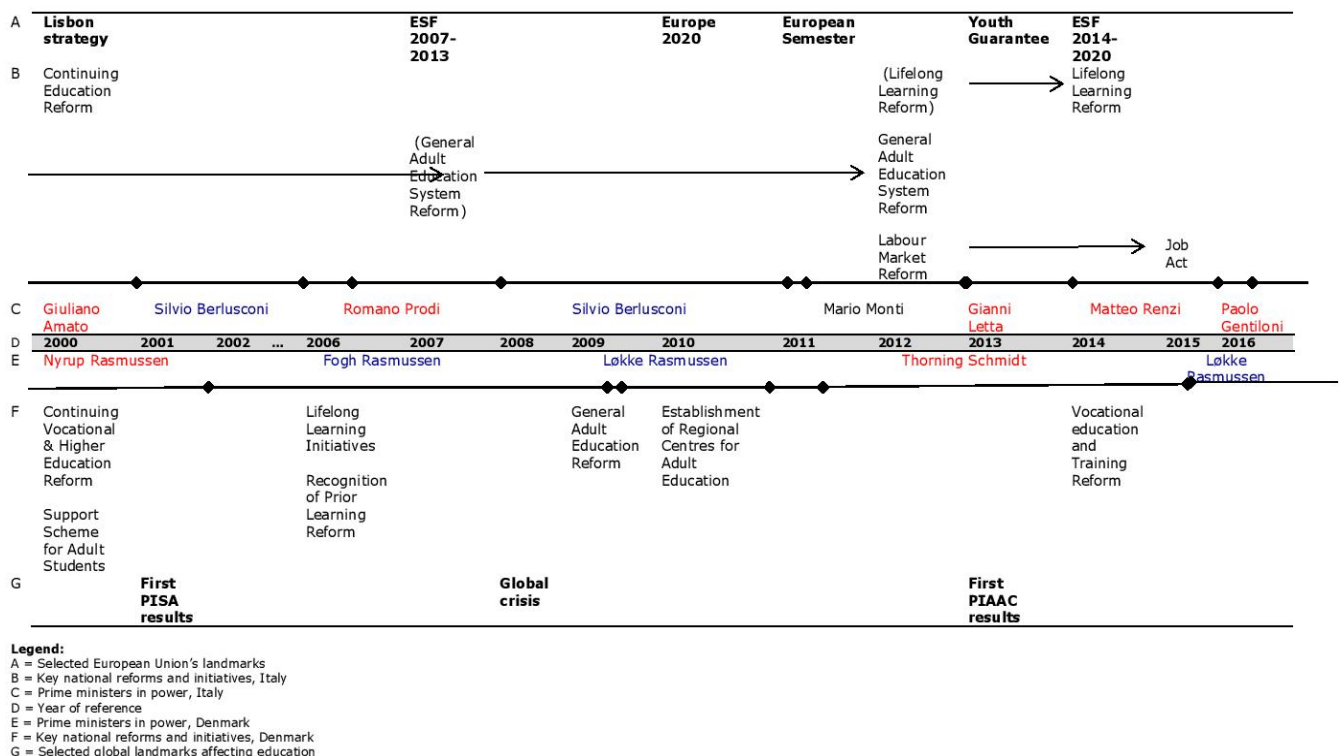 A Lisbon strategy ESF 2007-2013 Europe 2020 European Semester Youth Guarantee ESF 2014-2020
B Continuing Education Reform
(Lifelong Learning Reform)
Lifelong Learning Reform
(General Adult Education System Reform)
General Adult Education System Reform
Labour Market Reform
Job Act
C Giuliano Amato Silvio Berlusconi Romano Prodi Silvio Berlusconi Mario Monti Gianni Letta Matteo Renzi Paolo Gentiloni
D 2000 2001 2002 ... 2006 2007 2008 2009 2010 2011 2012 2013 2014 2015 2016
E Nyrup Rasmussen Fogh Rasmussen Løkke Rasmussen Thorning Schmidt Løkke Rasmussen
F Continuing Vocational & Higher Education Reform
Support Scheme for Adult Students
Lifelong Learning Initiatives
Recognition of Prior Learning Reform
General Adult Education Reform
Establishment of Regional Centres for Adult Education
Vocational education and Training Reform
G First PISA results Global crisis First PIAAC results
Legend:
A = Selected European Union's landmarks
B = Key national reforms and initiatives, Italy
C = Prime ministers in power, Italy
D = Year of reference
E = Prime ministers in power, Denmark
F = Key national reforms and initiatives, Denmark
G = Selected global landmarks affecting education